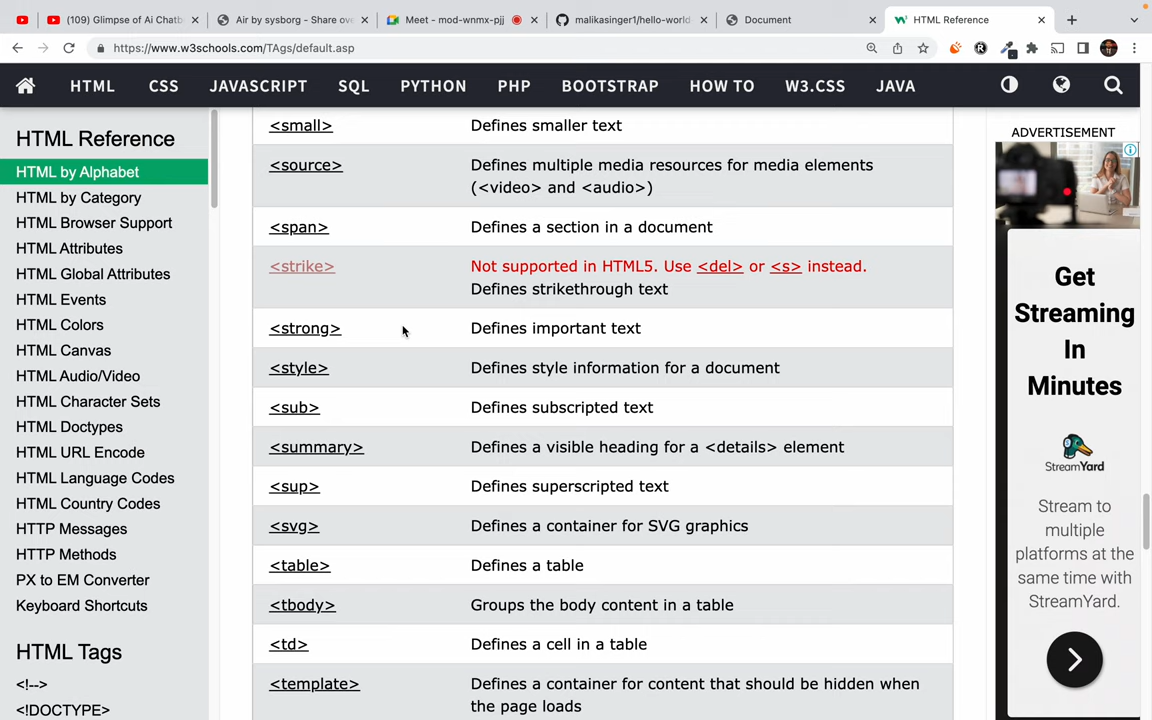 (109) Glimpse of Ai Chatb
Air by sysborg - Share ove
Meet - mod-wnmx-pjj
malikasinger1/hello-world
Document
HTML Reference
https://www.w3schools.com/TAgs/default.asp
HTML CSS JAVASCRIPT SQL PYTHON PHP BOOTSTRAP HOW TO W3.CSS JAVA
HTML Reference
HTML by Alphabet
HTML by Category
HTML Browser Support
HTML Attributes
HTML Global Attributes
HTML Events
HTML Colors
HTML Canvas
HTML Audio/Video
HTML Character Sets
HTML Doctypes
HTML URL Encode
HTML Language Codes
HTML Country Codes
HTTP Messages
HTTP Methods
PX to EM Converter
Keyboard Shortcuts
HTML Tags
<!-->
<!DOCTYPE>
<small> Defines smaller text
<source> Defines multiple media resources for media elements
(<video> and <audio>)
<span> Defines a section in a document
<strike> Not supported in HTML5. Use <del> or <s> instead.
Defines strikethrough text
<strong> Defines important text
<style> Defines style information for a document
<sub> Defines subscripted text
<summary> Defines a visible heading for a <details> element
<sup> Defines superscripted text
<svg> Defines a container for SVG graphics
<table> Defines a table
<tbody> Groups the body content in a table
<td> Defines a cell in a table
<template> Defines a container for content that should be hidden when
the page loads
ADVERTISEMENT
Get
Streaming
In
Minutes
StreamYard
Stream to
multiple
platforms at the
same time with
StreamYard.